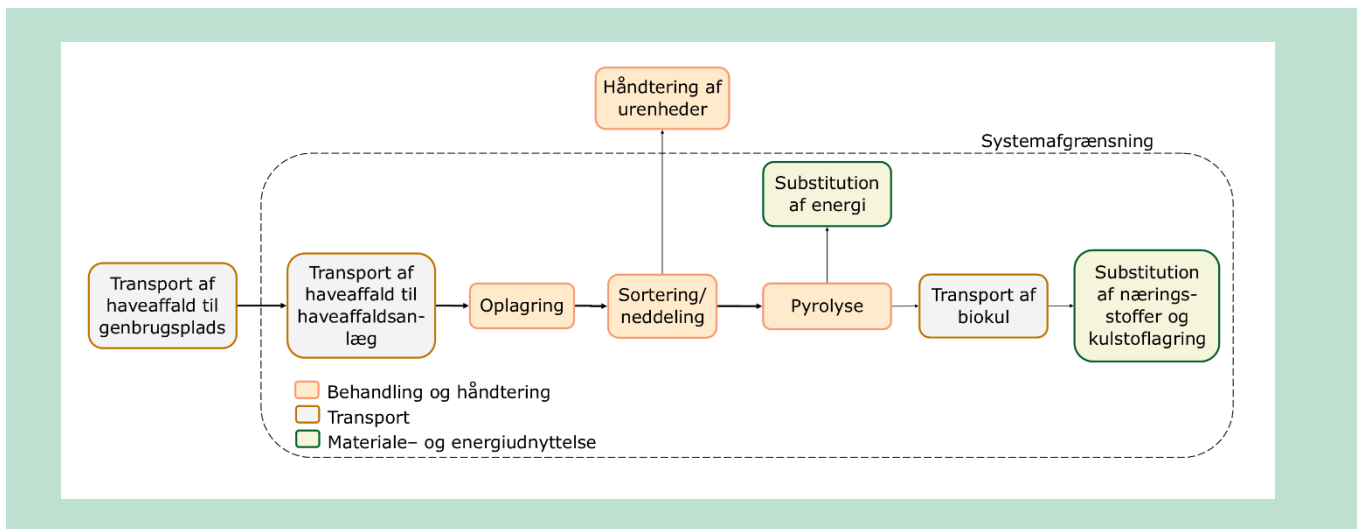 Håndtering af
urenheder
Systemafgrænsning
Substitution
af energi
Transport af
haveaffald til
genbrugsplads
Transport af
haveaffald til
haveaffaldsan-
læg
Oplagring
Sortering/
neddeling
Pyrolyse
Transport af
biokul
Substitution
af nærings-
stoffer og
kulstoflagring
Behandling og håndtering
Transport
Materiale– og energiudnyttelse